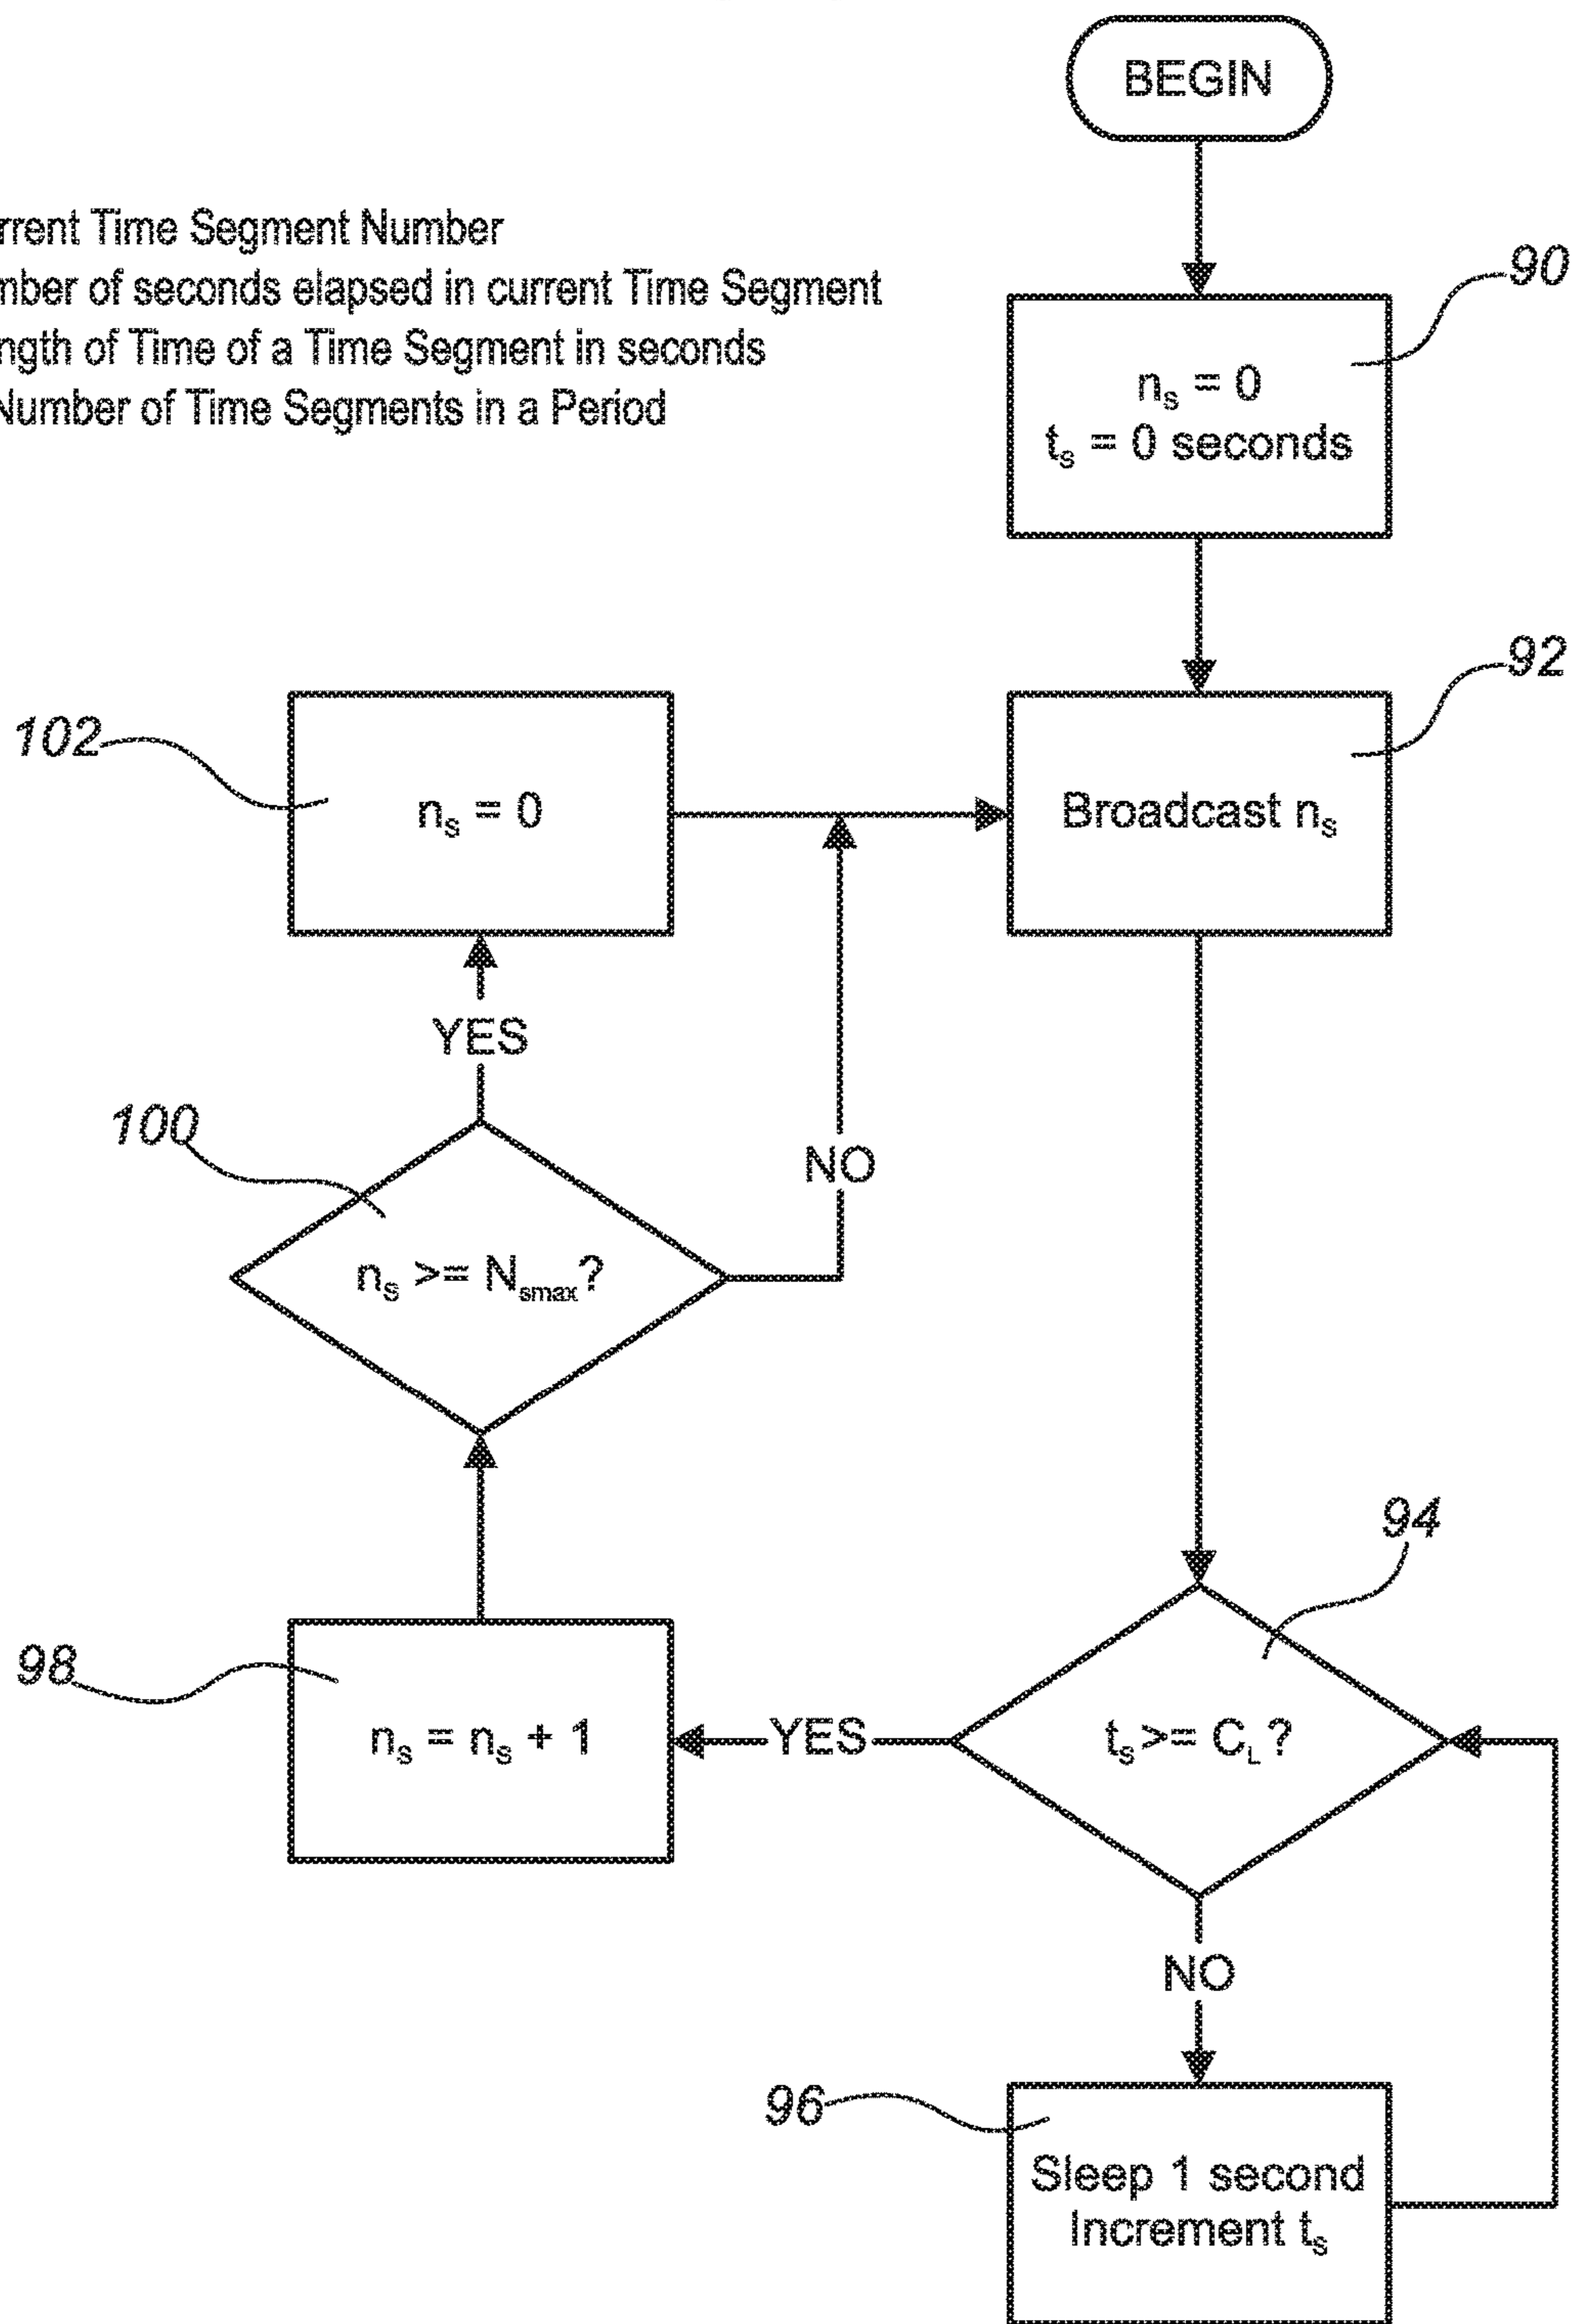 BEGIN
rrent Time Segment Number
mber of seconds elapsed in current Time Segment
ngth of Time of a Time Segment in seconds
Number of Time Segments in a Period
90
nₛ = 0
tₛ = 0 seconds
92
102
nₛ = 0
Broadcast nₛ
YES
100
NO
nₛ >= Nₛₘₐₓ?
94
98
nₛ = nₛ + 1
YES
tₛ >= C_L?
NO
96
Sleep 1 second
Increment tₛ